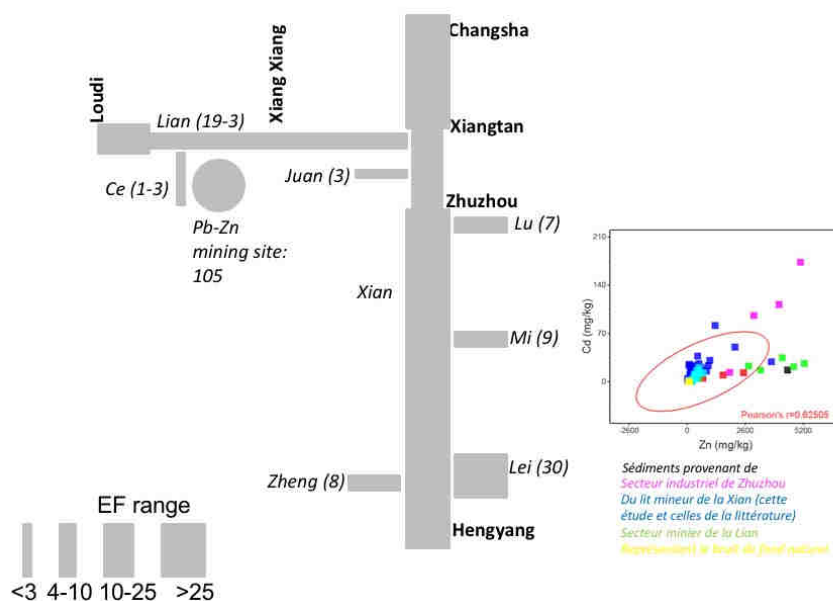 Changsha
Loudi
Xiang Xiang
Lian (19-3)
Xiangtan
Ce (1-3)
Juan (3)
Zhuzhou
Pb-Zn
mining site:
105
Lu (7)
Xian
Mi (9)
Zheng (8)
Lei (30)
Hengyang
EF range
<3
4-10
10-25
>25
Cd (mg/kg)
210
140
70
0
Pearson's r=0.62505
-2600
0
2600
5200
Zn (mg/kg)
Sédiments provenant de
Secteur industriel de Zhuzhou
Du lit mineur de la Xian (cette
étude et celles de la littérature)
Secteur minier de la Lian
Représentant le bruit de fond naturel